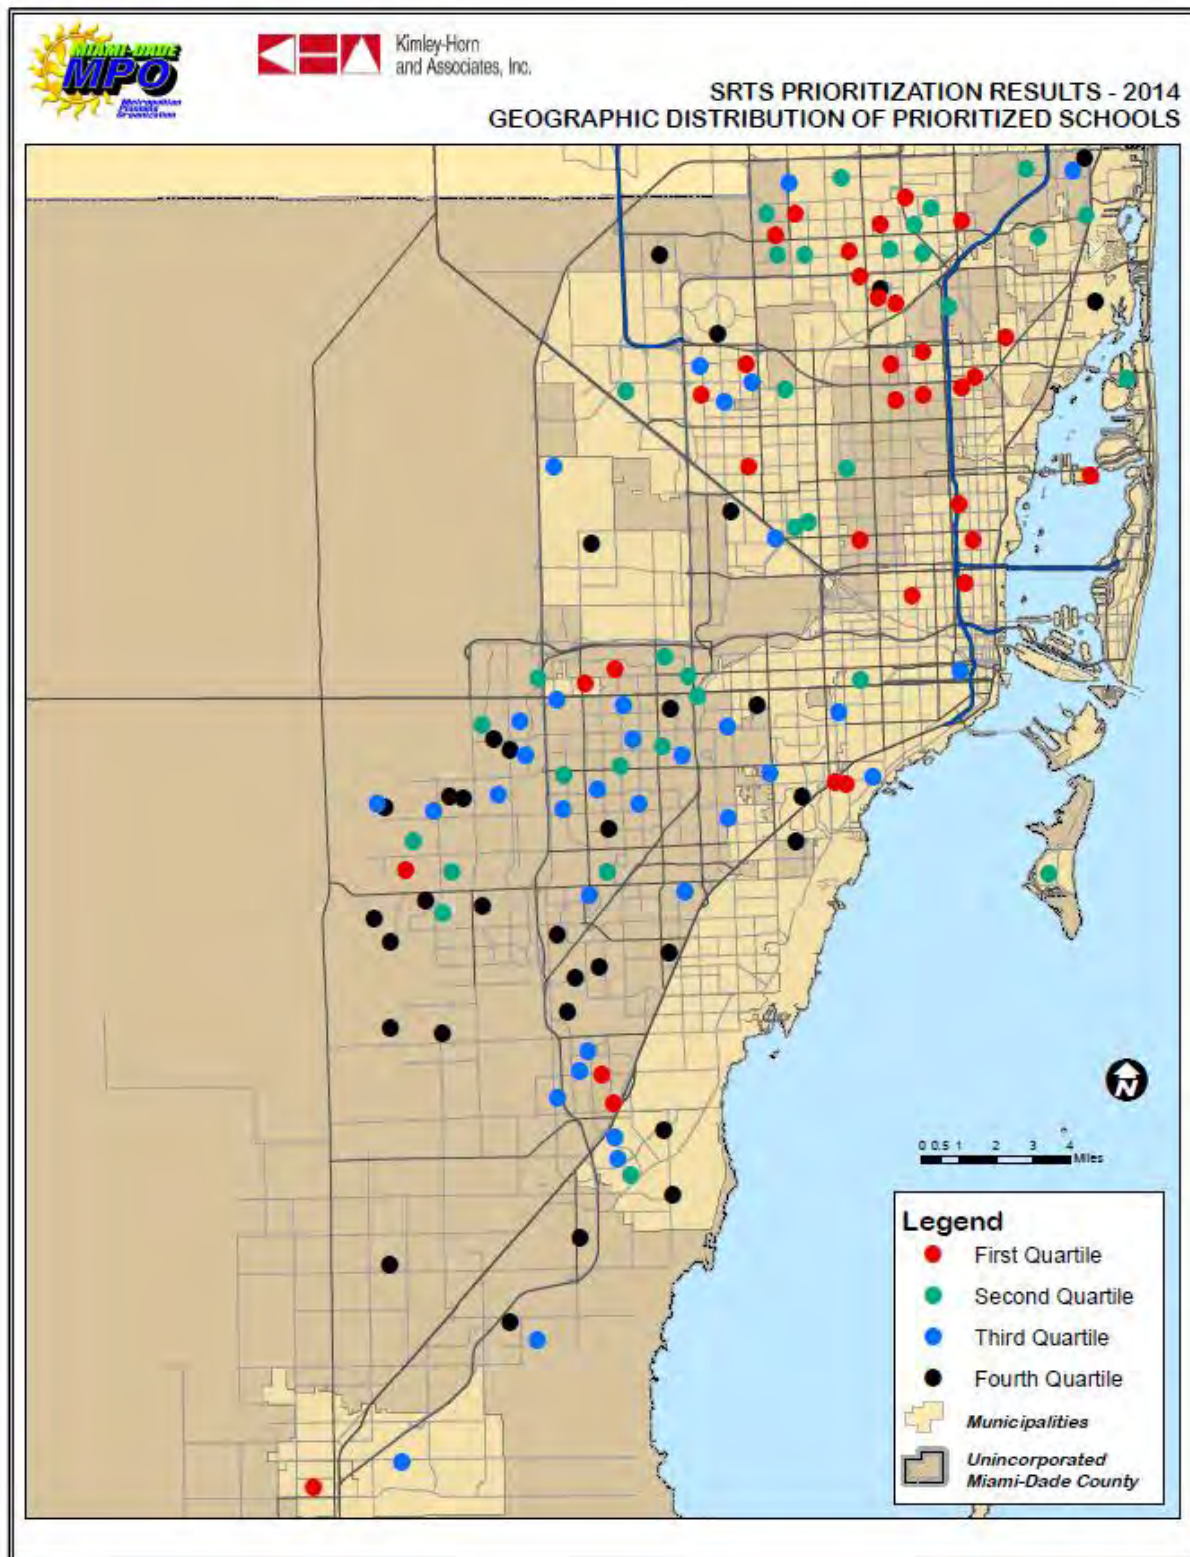 MIAMI-DADE
MPO
Metropolitan
Planning
Organization
Kimley-Horn
and Associates, Inc.
SRTS PRIORITIZATION RESULTS - 2014
GEOGRAPHIC DISTRIBUTION OF PRIORITIZED SCHOOLS
N
0 0.5 1 2 3 4
Miles
Legend
First Quartile
Second Quartile
Third Quartile
Fourth Quartile
Municipalities
Unincorporated
Miami-Dade County